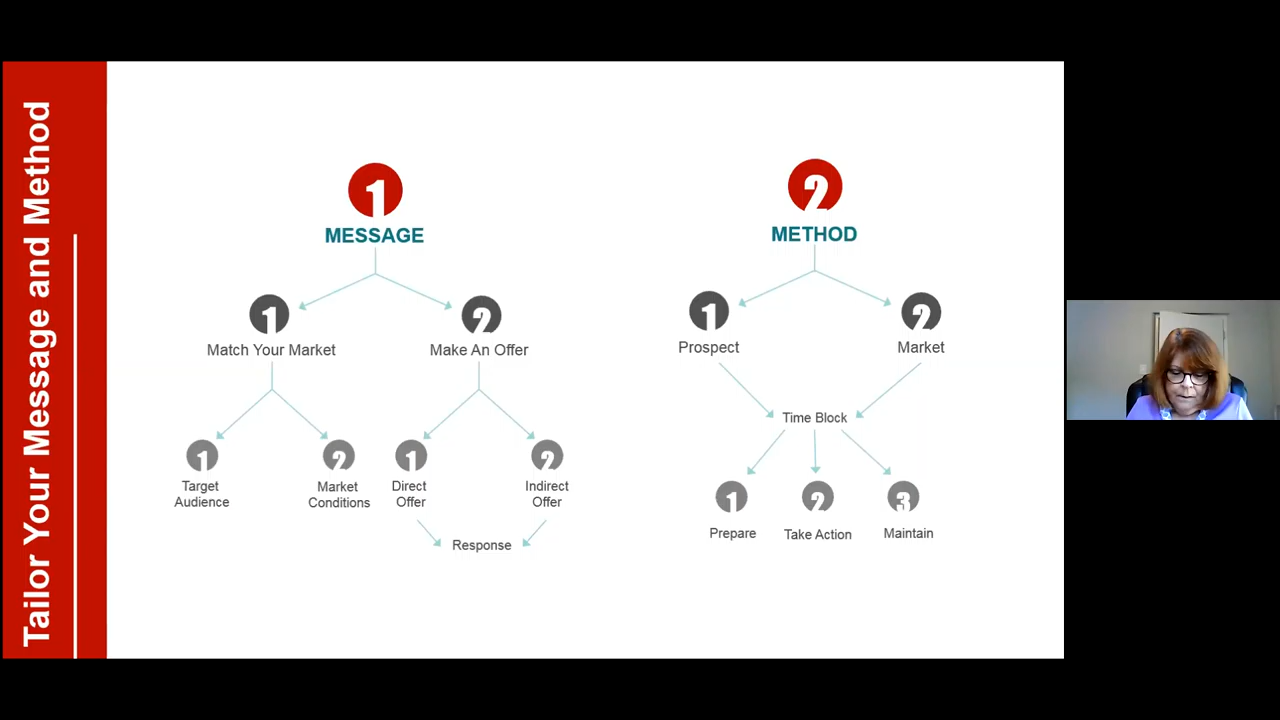 Tailor Your Message and Method
1
MESSAGE
1
Match Your Market
2
Make An Offer
1
Target
Audience
2
Market
Conditions
1
Direct
Offer
2
Indirect
Offer
Response
2
METHOD
1
Prospect
2
Market
Time Block
1
Prepare
2
Take Action
3
Maintain